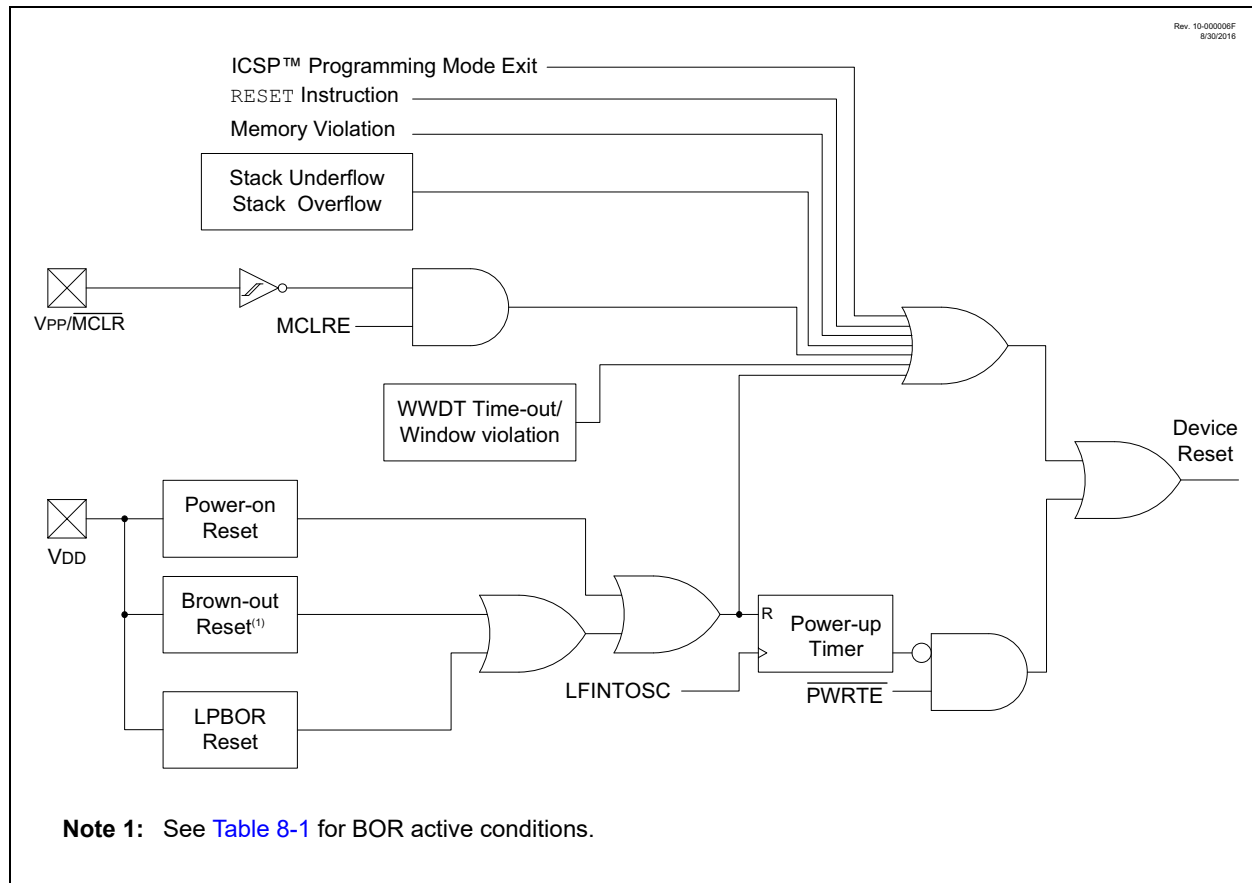 Rev. 10-000006F
8/30/2016
ICSP™ Programming Mode Exit
RESET Instruction
Memory Violation
Stack Underflow
Stack Overflow
VPP/MCLR
MCLRE
WWDT Time-out/
Window violation
Device
Reset
Power-on
Reset
VDD
Brown-out
Reset(1)
R
Power-up
Timer
LFINTOSC
PWRTE
LPBOR
Reset
Note 1: See Table 8-1 for BOR active conditions.